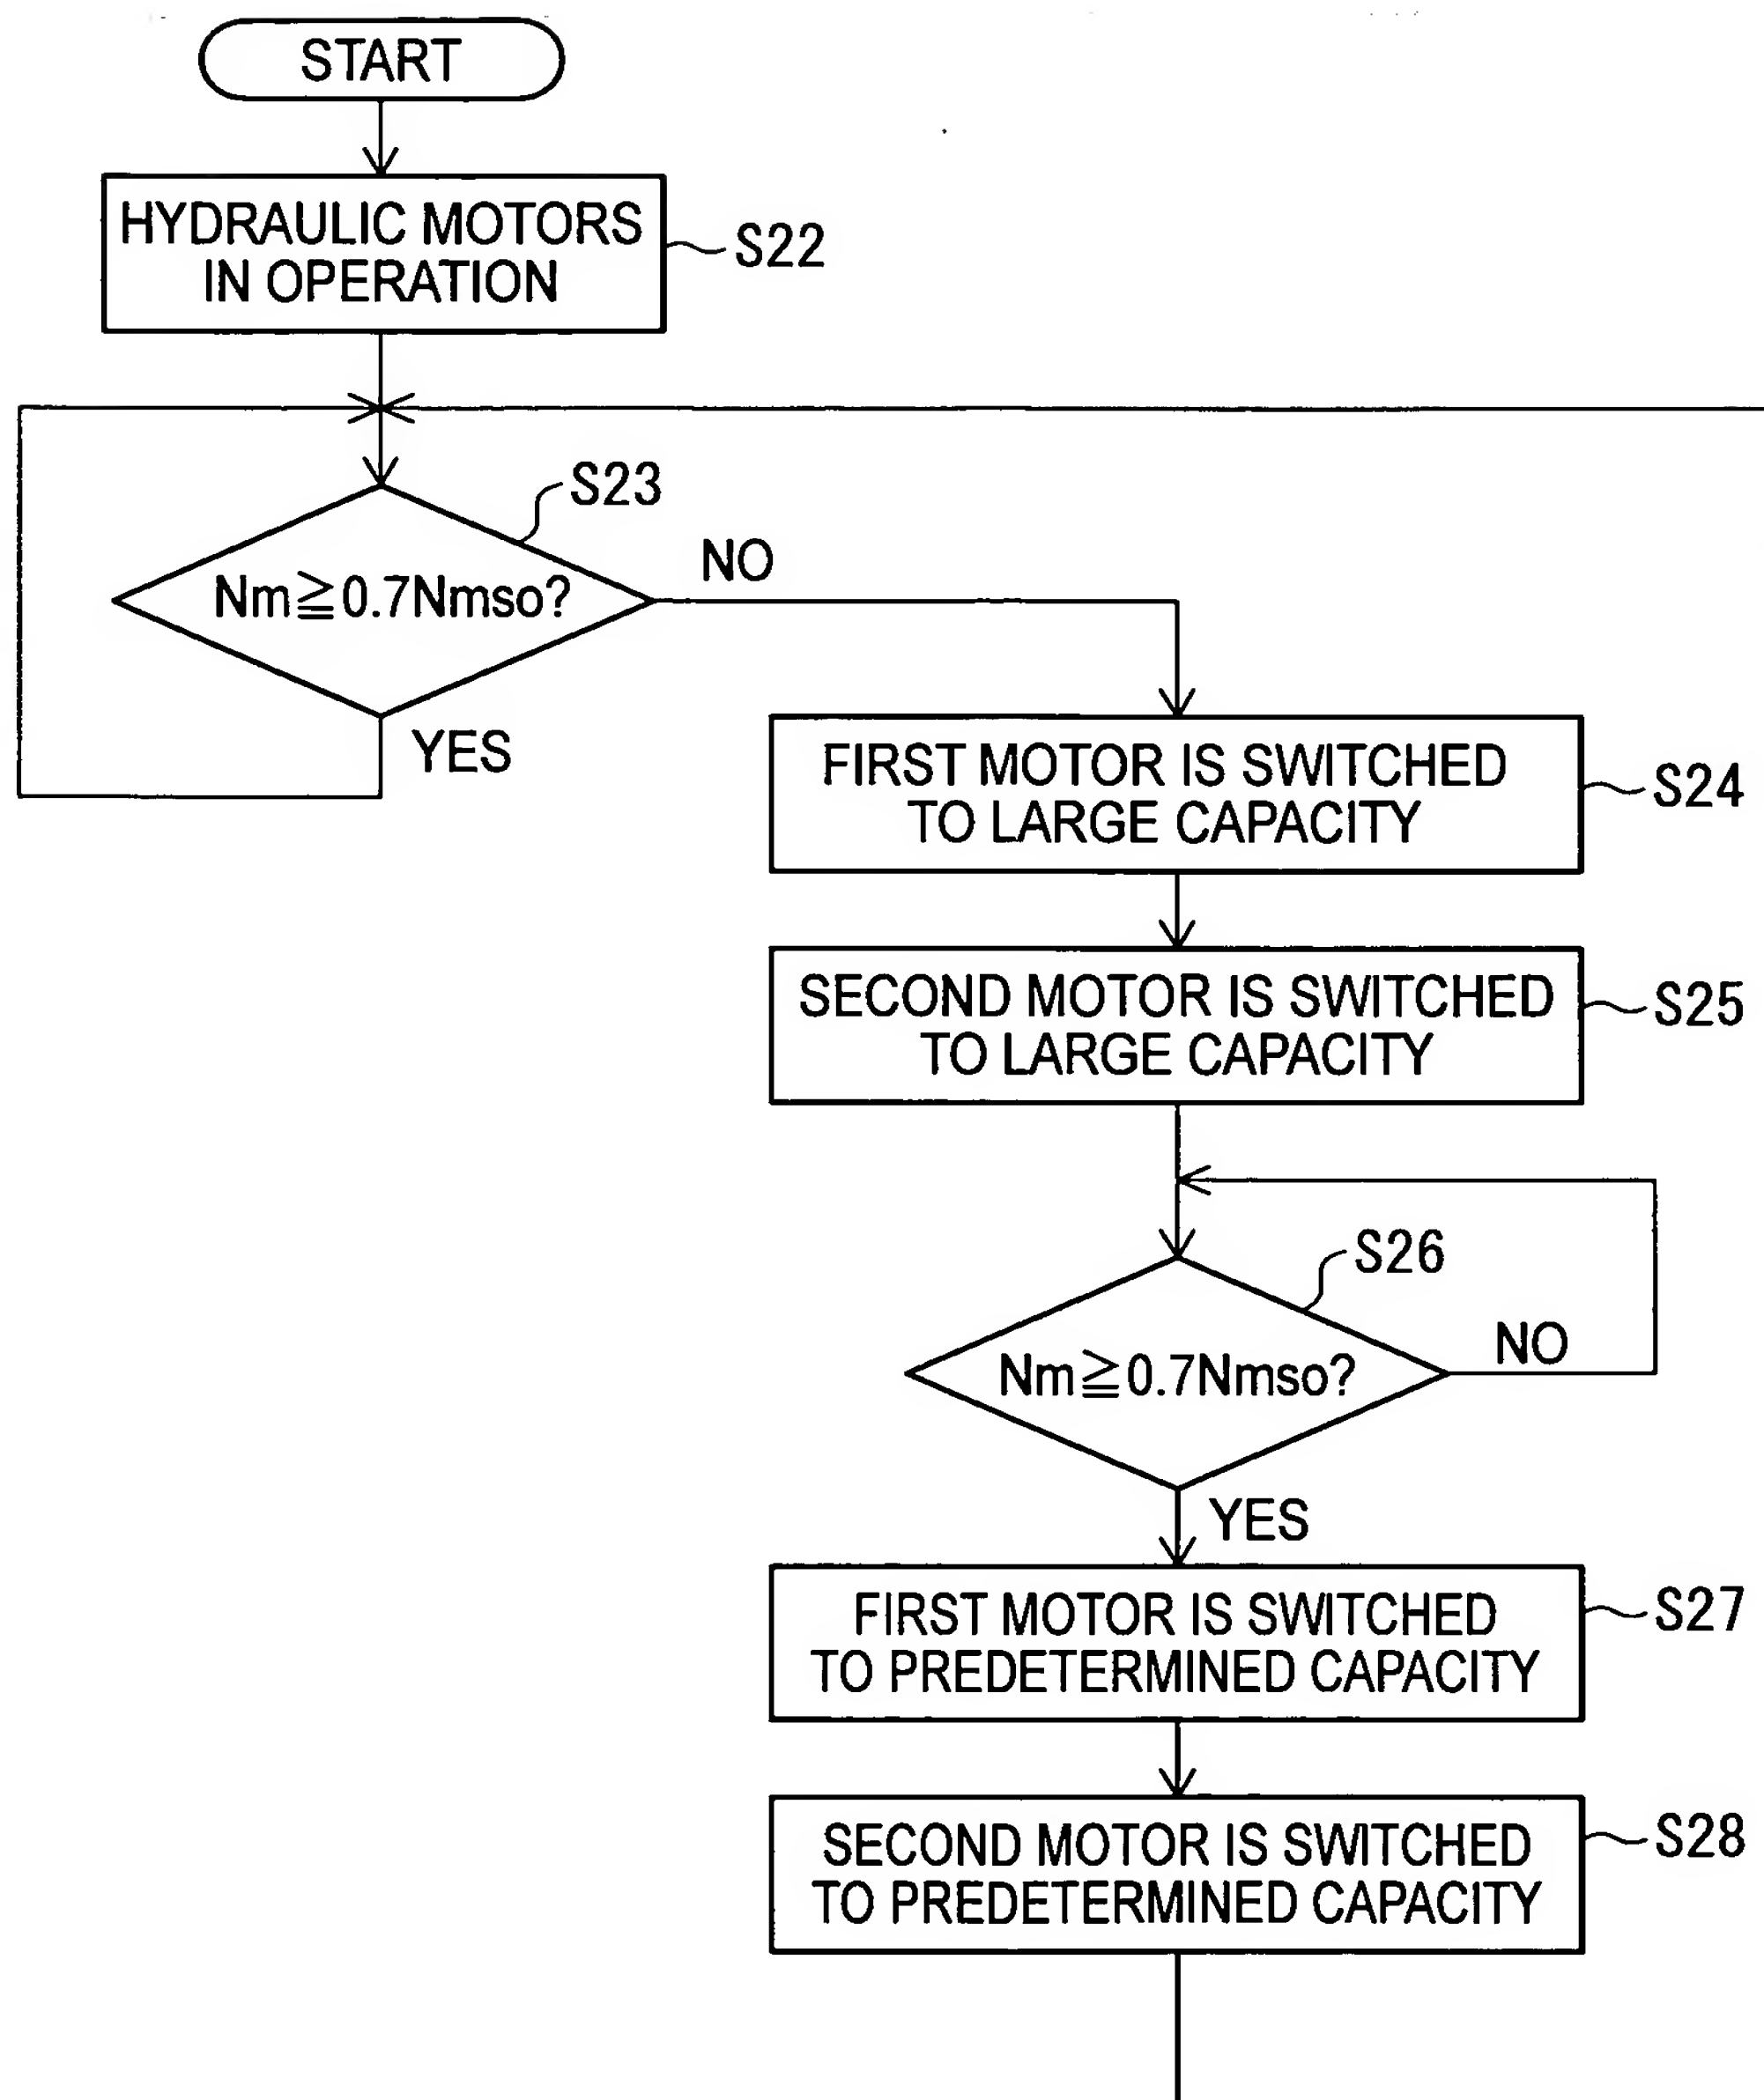 START
HYDRAULIC MOTORS
IN OPERATION
S22
S23
Nm≧0.7Nmso?
NO
YES
FIRST MOTOR IS SWITCHED
TO LARGE CAPACITY
S24
SECOND MOTOR IS SWITCHED
TO LARGE CAPACITY
S25
S26
Nm≧0.7Nmso?
NO
YES
FIRST MOTOR IS SWITCHED
TO PREDETERMINED CAPACITY
S27
SECOND MOTOR IS SWITCHED
TO PREDETERMINED CAPACITY
S28